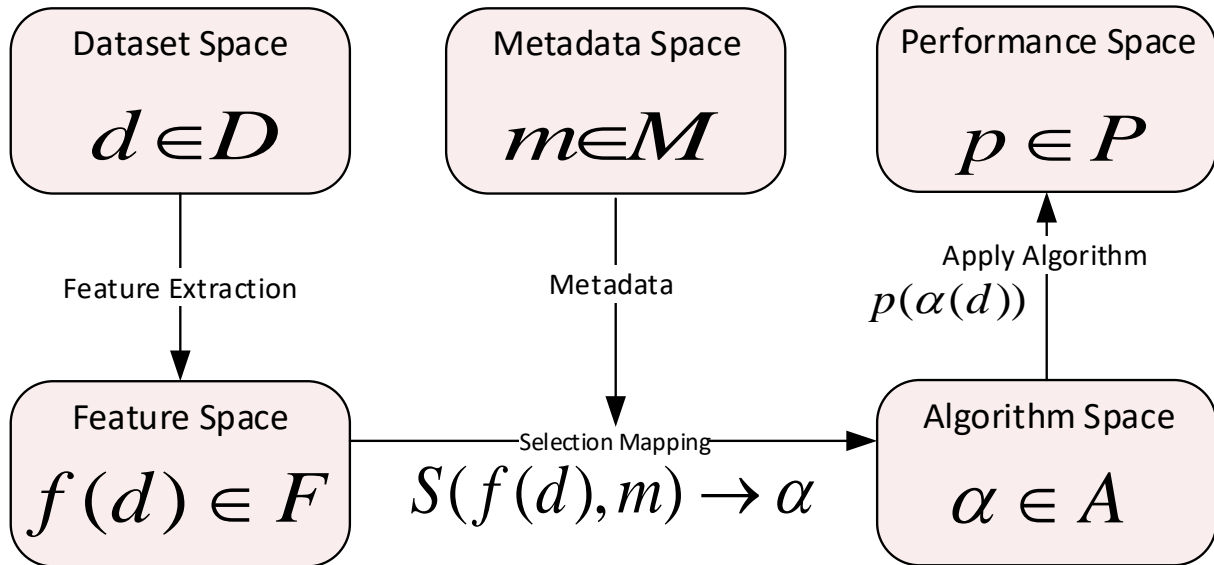 Dataset Space
d ∈ D
Metadata Space
m∈M
Performance Space
p ∈ P
Feature Extraction
Metadata
Apply Algorithm
p(α(d))
Feature Space
f(d) ∈ F
Selection Mapping
S(f(d), m) → α
Algorithm Space
α ∈ A